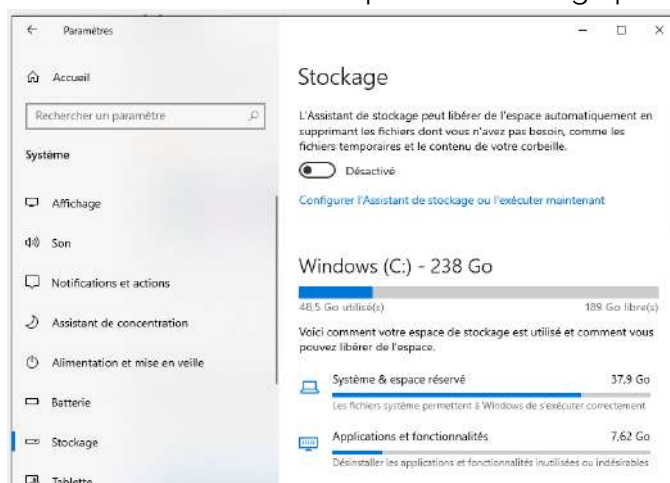 Paramètres
Accueil
Rechercher un paramètre
Système
Affichage
Son
Notifications et actions
Assistant de concentration
Alimentation et mise en veille
Batterie
Stockage
Tablette
Stockage
L'Assistant de stockage peut libérer de l'espace automatiquement en
supprimant les fichiers dont vous n'avez pas besoin, comme les
fichiers temporaires et le contenu de votre corbeille.
Désactivé
Configurer l'Assistant de stockage ou l'exécuter maintenant
Windows (C:) - 238 Go
48,5 Go utilisé(s) 189 Go libre(s)
Voici comment votre espace de stockage est utilisé et comment vous
pouvez libérer de l'espace.
Système & espace réservé 37,9 Go
Les fichiers système permettent à Windows de s'exécuter correctement
Applications et fonctionnalités 7,62 Go
Désinstaller les applications et fonctionnalités inutilisées ou indésirables